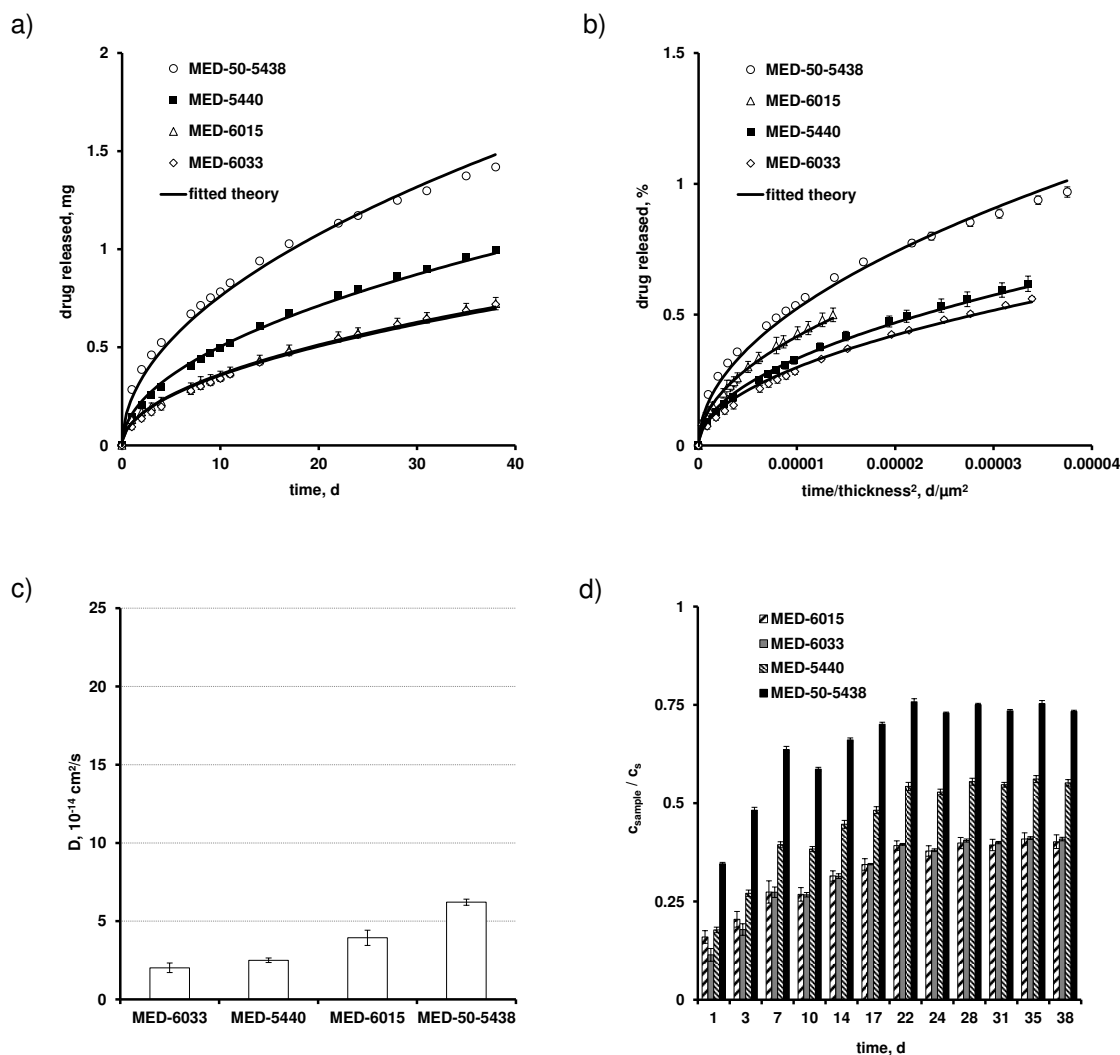 a)
2
1.5
1
0.5
0
drug released, mg
MED-50-5438
MED-5440
MED-6015
MED-6033
fitted theory
0 10 20 30 40
time, d
b)
1.5
1
0.5
0
drug released, %
MED-50-5438
MED-6015
MED-5440
MED-6033
fitted theory
0 0.00001 0.00002 0.00003 0.00004
time/thickness², d/µm²
c)
25
20
15
10
5
0
D, 10⁻¹⁴ cm²/s
MED-6033 MED-5440 MED-6015 MED-50-5438
d)
1
0.75
0.5
0.25
0
c_sample / c_s
MED-6015
MED-6033
MED-5440
MED-50-5438
1 3 7 10 14 17 22 24 28 31 35 38
time, d